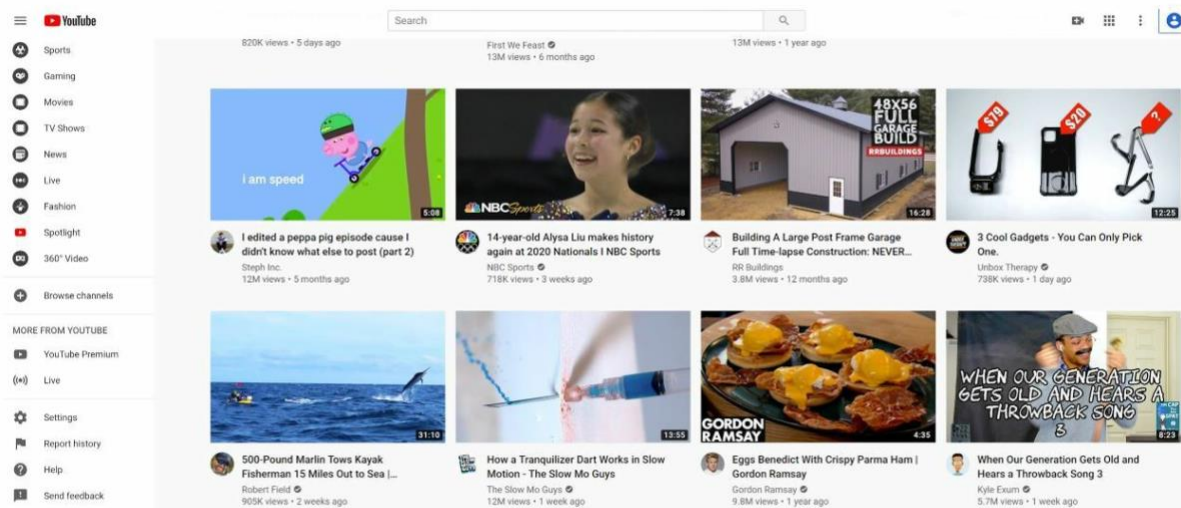 YouTube
Search
Sports
Gaming
Movies
TV Shows
News
Live
Fashion
Spotlight
360° Video
Browse channels
MORE FROM YOUTUBE
YouTube Premium
Live
Settings
Report history
Help
Send feedback
820K views • 5 days ago
First We Feast
13M views • 6 months ago
13M views • 1 year ago
i am speed
5:08
I edited a peppa pig episode cause I
didn't know what else to post (part 2)
Steph Inc.
12M views • 5 months ago
NBC Sports
7:38
14-year-old Alysa Liu makes history
again at 2020 Nationals I NBC Sports
NBC Sports
718K views • 3 weeks ago
48X56
FULL
GARAGE
BUILD
RRBUILDINGS
16:28
Building A Large Post Frame Garage
Full Time-lapse Construction: NEVER...
RR Buildings
3.8M views • 12 months ago
$79
$20
?
12:25
3 Cool Gadgets - You Can Only Pick
One.
Unbox Therapy
738K views • 1 day ago
31:10
500-Pound Marlin Tows Kayak
Fisherman 15 Miles Out to Sea |...
Robert Field
905K views • 2 weeks ago
13:55
How a Tranquilizer Dart Works in Slow
Motion - The Slow Mo Guys
The Slow Mo Guys
12M views • 1 week ago
GORDON
RAMSAY
4:35
Eggs Benedict With Crispy Parma Ham |
Gordon Ramsay
Gordon Ramsay
9.8M views • 1 year ago
WHEN OUR GENERATION
GETS OLD AND HEARS A
THROWBACK SONG
3
8:23
When Our Generation Gets Old and
Hears a Throwback Song 3
Kyle Exum
5.7M views • 1 week ago